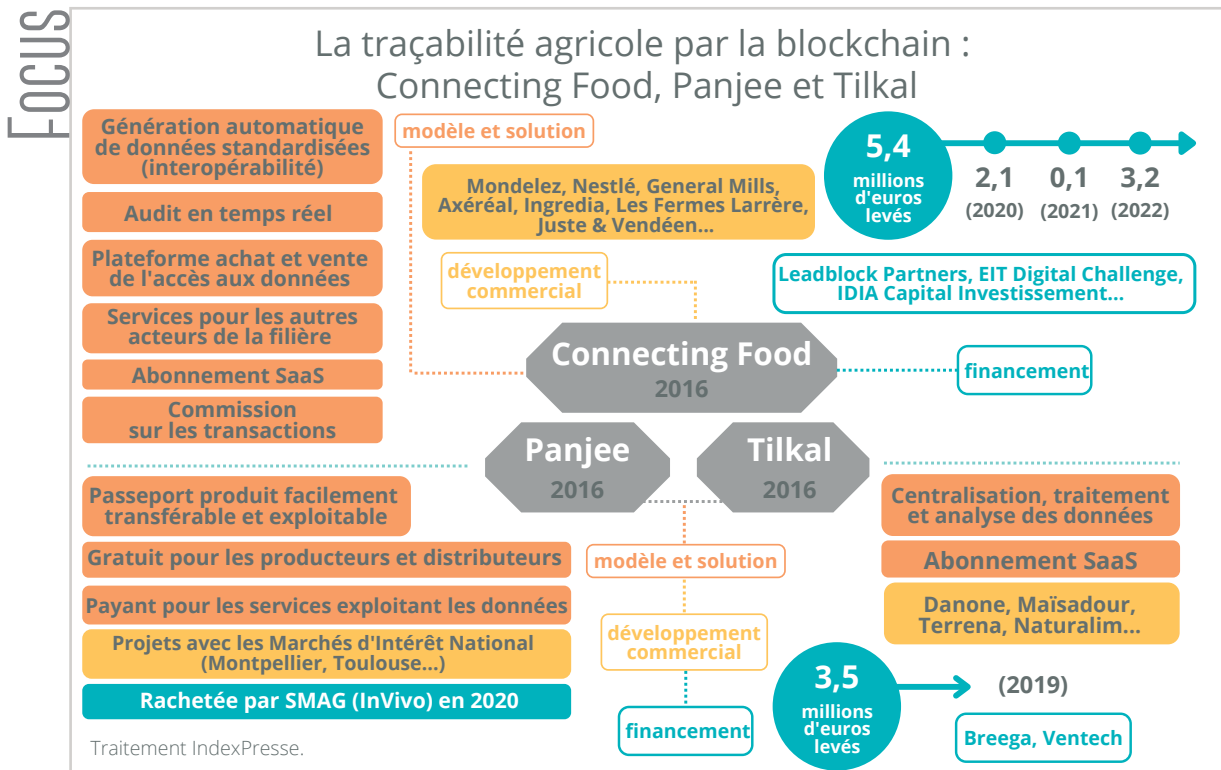 FOCUS
La traçabilité agricole par la blockchain :
Connecting Food, Panjee et Tilkal
Génération automatique
de données standardisées
(interopérabilité)
Audit en temps réel
Plateforme achat et vente
de l'accès aux données
Services pour les autres
acteurs de la filière
Abonnement SaaS
Commission
sur les transactions
modèle et solution
Mondelez, Nestlé, General Mills,
Axéréal, Ingredia, Les Fermes Larrère,
Juste & Vendéen...
développement
commercial
5,4
millions
d'euros
levés
2,1
(2020)
0,1
(2021)
3,2
(2022)
Leadblock Partners, EIT Digital Challenge,
IDIA Capital Investissement...
Connecting Food
2016
financement
Panjee
2016
Tilkal
2016
Passeport produit facilement
transférable et exploitable
Gratuit pour les producteurs et distributeurs
Payant pour les services exploitant les données
Projets avec les Marchés d'Intérêt National
(Montpellier, Toulouse...)
Rachetée par SMAG (InVivo) en 2020
modèle et solution
développement
commercial
financement
Centralisation, traitement
et analyse des données
Abonnement SaaS
Danone, Maïsadour,
Terrena, Naturalim...
3,5
millions
d'euros
levés
(2019)
Breega, Ventech
Traitement IndexPresse.